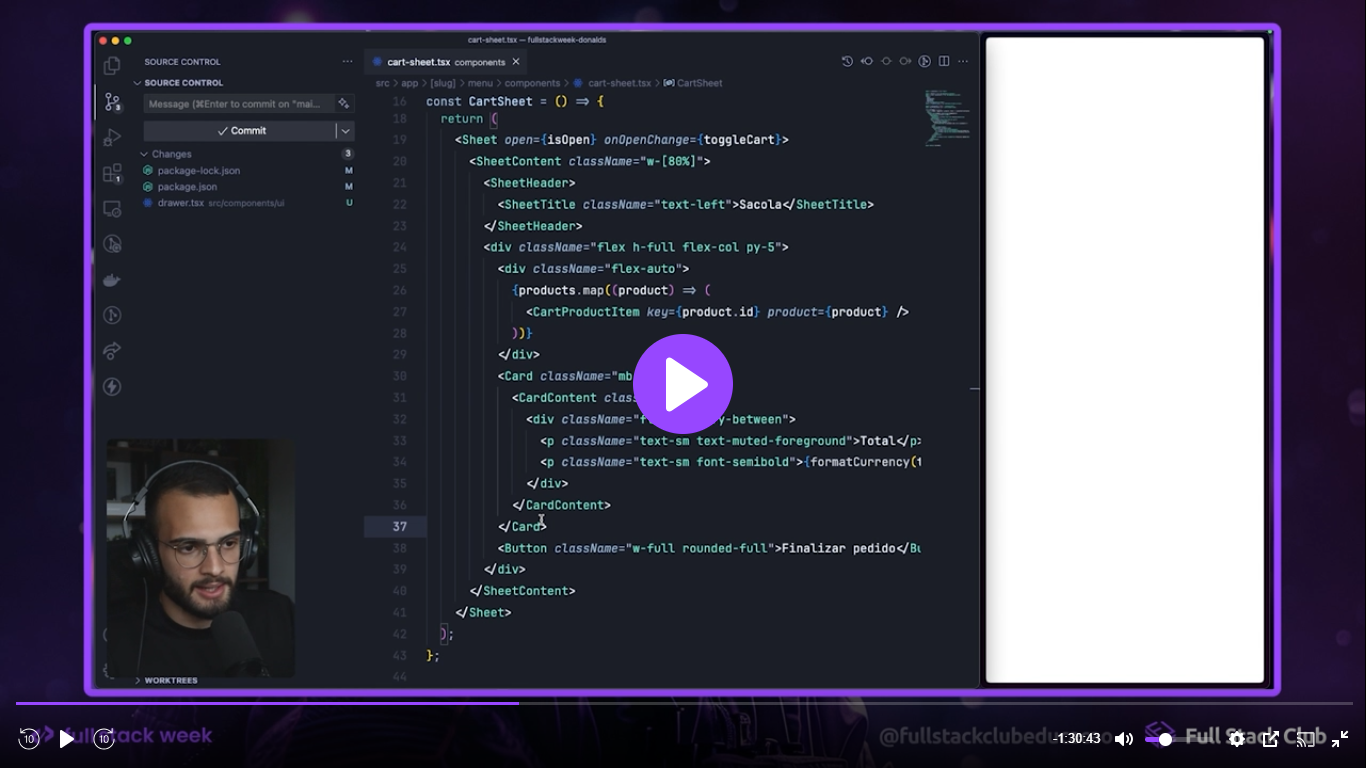 cart-sheet.tsx — fullstackweek-donalds
SOURCE CONTROL ...
SOURCE CONTROL
Message (⌘Enter to commit on "mai...
Commit
Changes 3
package-lock.json M
package.json M
drawer.tsx src/components/ui U
WORKTREES
3
1
cart-sheet.tsx components
src > app > [slug] > menu > components > cart-sheet.tsx > CartSheet
16 const CartSheet = () => {
18 return (
19 <Sheet open={isOpen} onOpenChange={toggleCart}>
20 <SheetContent className="w-[80%]">
21 <SheetHeader>
22 <SheetTitle className="text-left">Sacola</SheetTitle>
23 </SheetHeader>
24 <div className="flex h-full flex-col py-5">
25 <div className="flex-auto">
26 {products.map((product) => (
27 <CartProductItem key={product.id} product={product} />
28 ))}
29 </div>
30 <Card className="mb
31 <CardContent clas
32 <div className="f y-between">
33 <p className="text-sm text-muted-foreground">Total</p>
34 <p className="text-sm font-semibold">{formatCurrency(t
35 </div>
36 </CardContent>
37 </Card>
38 <Button className="w-full rounded-full">Finalizar pedido</Bu
39 </div>
40 </SheetContent>
41 </Sheet>
42 );
43 };
44
10
10
stack week
@fullstackclubed
-1:30:43
Full Stack Club